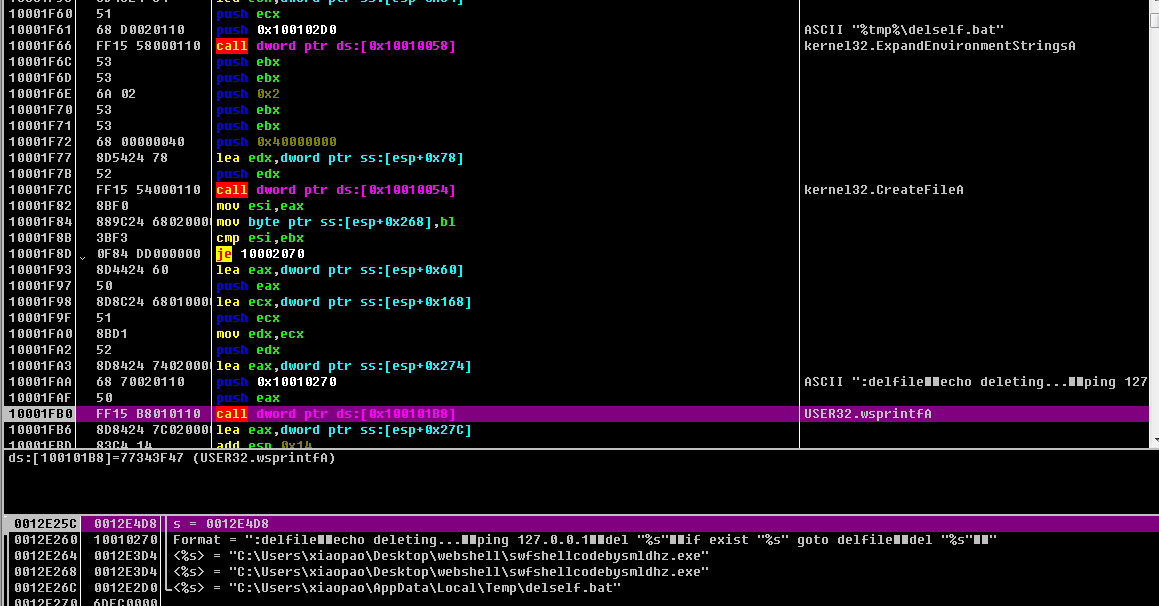 10001F60 51 push ecx
10001F61 68 D0020110 push 0x100102D0 ASCII "%tmp%\delself.bat"
10001F66 FF15 58000110 call dword ptr ds:[0x10010058] kernel32.ExpandEnvironmentStringsA
10001F6C 53 push ebx
10001F6D 53 push ebx
10001F6E 6A 02 push 0x2
10001F70 53 push ebx
10001F71 53 push ebx
10001F72 68 00000040 push 0x40000000
10001F77 8D5424 78 lea edx,dword ptr ss:[esp+0x78]
10001F7B 52 push edx
10001F7C FF15 54000110 call dword ptr ds:[0x10010054] kernel32.CreateFileA
10001F82 8BF0 mov esi,eax
10001F84 889C24 68020000 mov byte ptr ss:[esp+0x268],bl
10001F8B 3BF3 cmp esi,ebx
10001F8D 0F84 DD000000 je 10002070
10001F93 8D4424 60 lea eax,dword ptr ss:[esp+0x60]
10001F97 50 push eax
10001F98 8D8C24 68010000 lea ecx,dword ptr ss:[esp+0x168]
10001F9F 51 push ecx
10001FA0 8BD1 mov edx,ecx
10001FA2 52 push edx
10001FA3 8D8424 74020000 lea eax,dword ptr ss:[esp+0x274]
10001FAA 68 70020110 push 0x10010270 ASCII ":delfile██echo deleting...██ping 127
10001FAF 50 push eax
10001FB0 FF15 B8010110 call dword ptr ds:[0x100101B8] USER32.wsprintfA
10001FB6 8D8424 7C020000 lea eax,dword ptr ss:[esp+0x27C]
10001FBD 83C4 14 add esp 0x14
ds:[100101B8]=77343F47 (USER32.wsprintfA)
0012E25C 0012E4D8 s = 0012E4D8
0012E260 10010270 Format = ":delfile██echo deleting...██ping 127.0.0.1██del "%s"██if exist "%s" goto delfile██del "%s"██"
0012E264 0012E3D4 <%s> = "C:\Users\xiaopao\Desktop\webshell\swfshellcodebysmldhz.exe"
0012E268 0012E3D4 <%s> = "C:\Users\xiaopao\Desktop\webshell\swfshellcodebysmldhz.exe"
0012E26C 0012E2D0 <%s> = "C:\Users\xiaopao\AppData\Local\Temp\delself.bat"
0012E270 6DFC0000